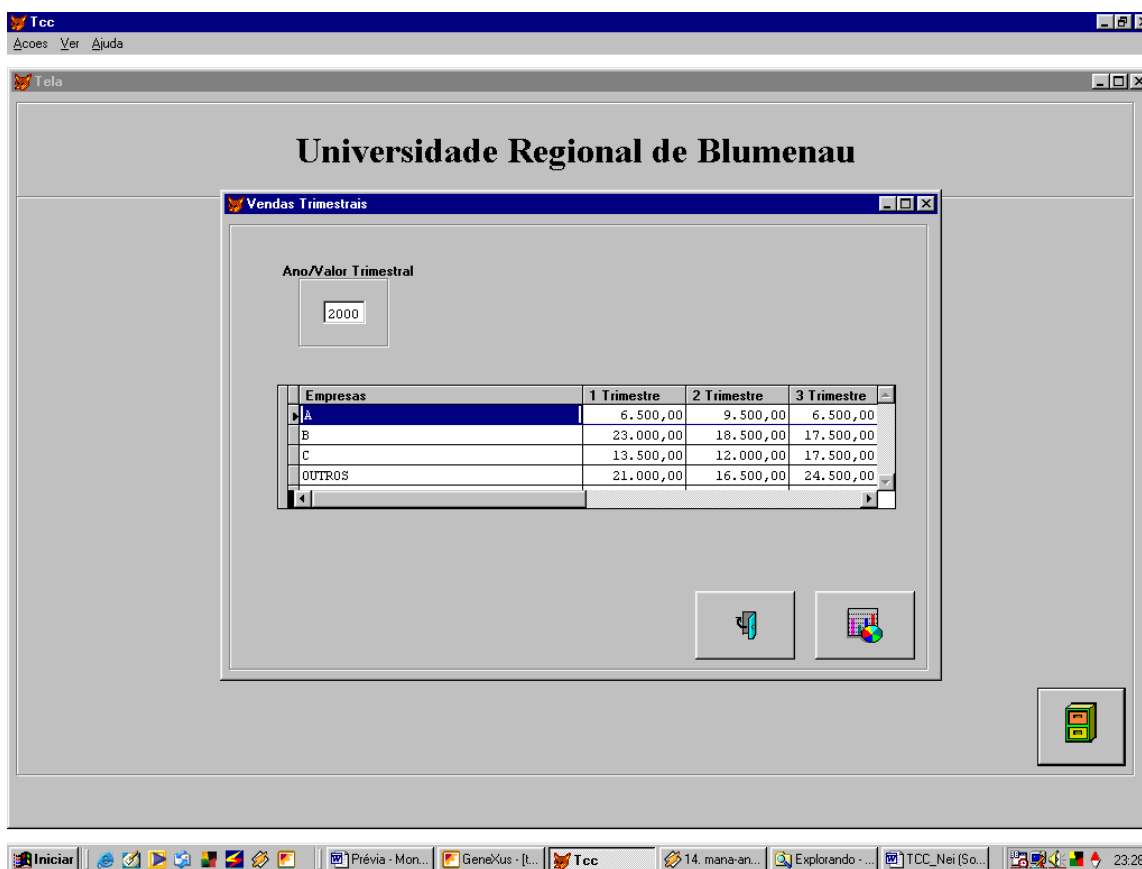 Tcc
Acoes Ver Ajuda
Tela
Universidade Regional de Blumenau
Vendas Trimestrais
Ano/Valor Trimestral
2000
Empresas 1 Trimestre 2 Trimestre 3 Trimestre
A 6.500,00 9.500,00 6.500,00
B 23.000,00 18.500,00 17.500,00
C 13.500,00 12.000,00 17.500,00
OUTROS 21.000,00 16.500,00 24.500,00
Iniciar Prévia - Mon... GeneXus - [t... Tcc 14. mana-an... Explorando - ... TCC_Nei (So... 23:28